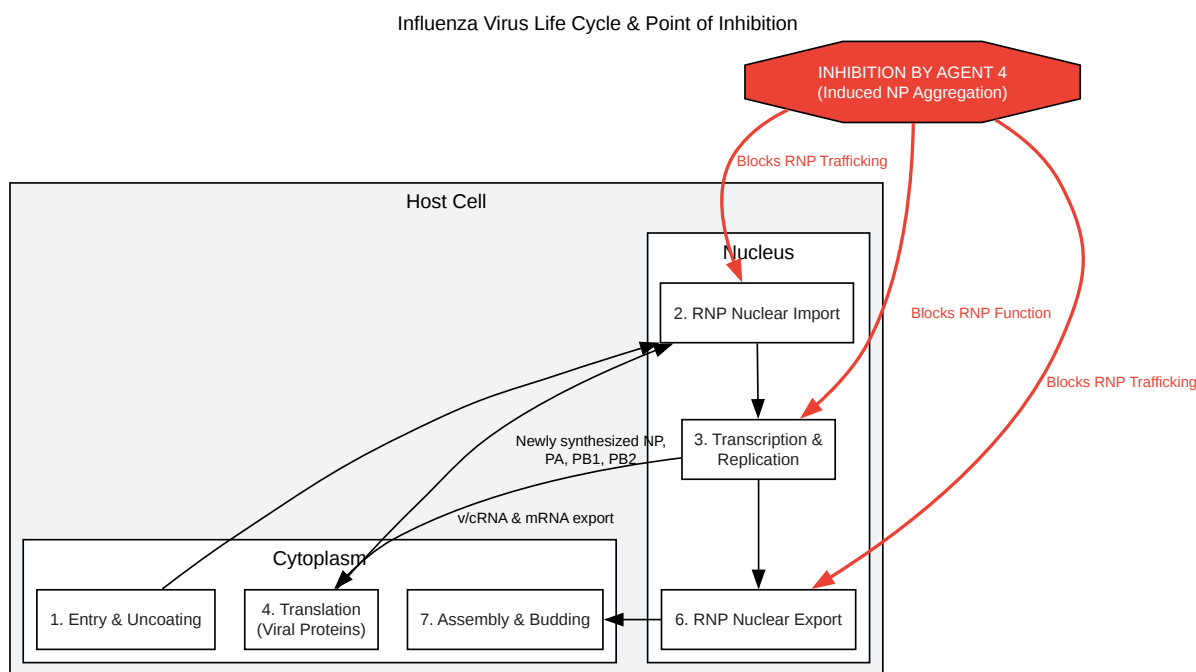 Influenza Virus Life Cycle & Point of Inhibition
INHIBITION BY AGENT 4
(Induced NP Aggregation)
Blocks RNP Trafficking
Host Cell
Nucleus
2. RNP Nuclear Import
Blocks RNP Function
Blocks RNP Trafficking
Newly synthesized NP,
PA, PB1, PB2
3. Transcription &
Replication
v/cRNA & mRNA export
Cytoplasm
1. Entry & Uncoating
4. Translation
(Viral Proteins)
7. Assembly & Budding
6. RNP Nuclear Export